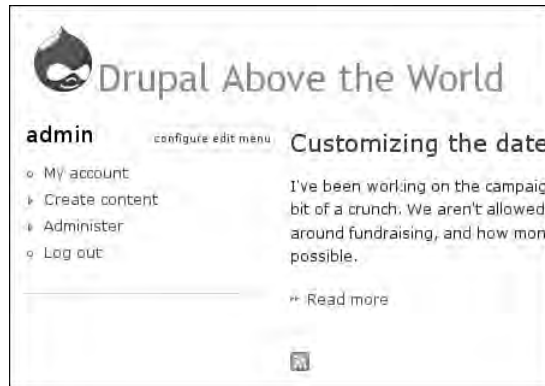 Drupal Above the World
admin
configure edit menu
My account
Create content
Administer
Log out
Customizing the date
I've been working on the campaig
bit of a crunch. We aren't allowed
around fundraising, and how mon
possible.
Read more